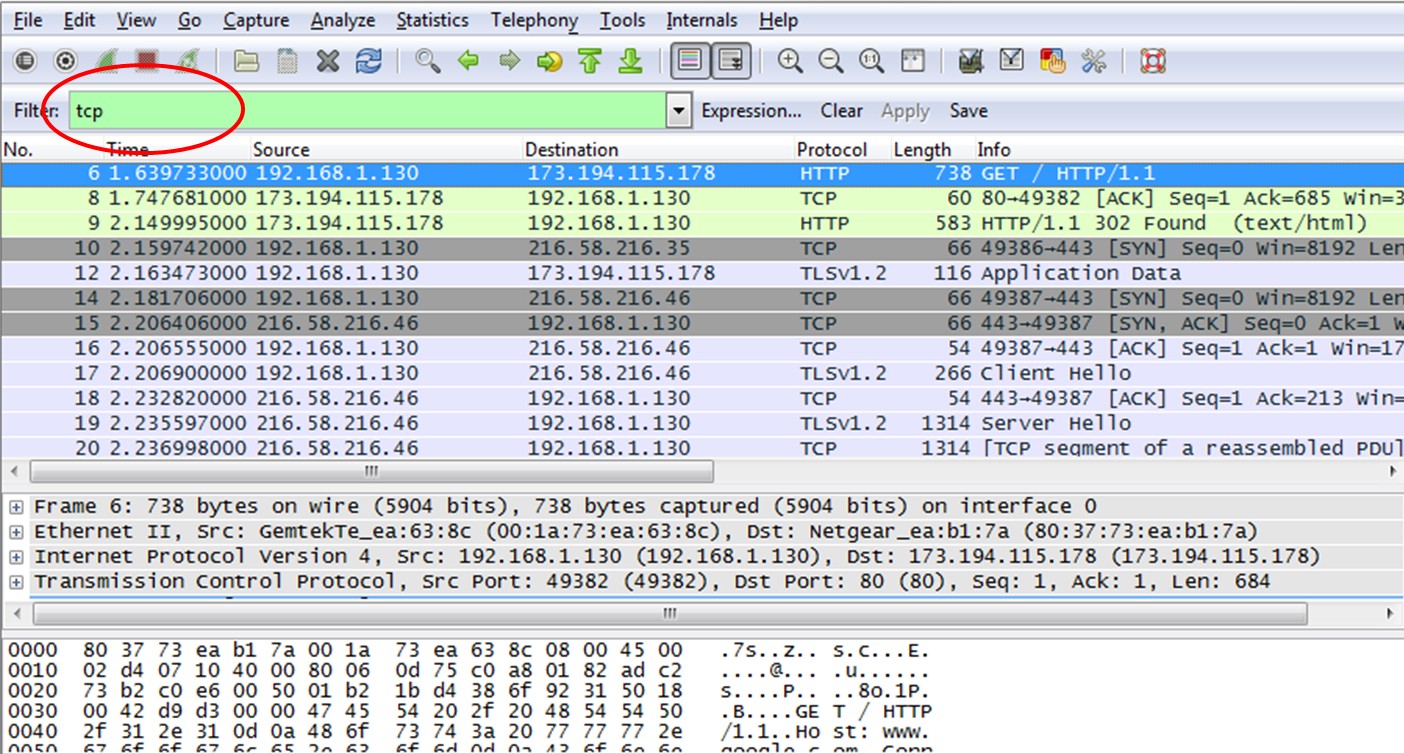 File Edit View Go Capture Analyze Statistics Telephony Tools Internals Help
Filter: tcp Expression... Clear Apply Save
No. Time Source Destination Protocol Length Info
6 1.639733000 192.168.1.130 173.194.115.178 HTTP 738 GET / HTTP/1.1
8 1.747681000 173.194.115.178 192.168.1.130 TCP 60 80→49382 [ACK] Seq=1 Ack=685 Win=3
9 2.149995000 173.194.115.178 192.168.1.130 HTTP 583 HTTP/1.1 302 Found (text/html)
10 2.159742000 192.168.1.130 216.58.216.35 TCP 66 49386→443 [SYN] Seq=0 Win=8192 Len
12 2.163473000 192.168.1.130 173.194.115.178 TLSv1.2 116 Application Data
14 2.181706000 192.168.1.130 216.58.216.46 TCP 66 49387→443 [SYN] Seq=0 Win=8192 Len
15 2.206406000 216.58.216.46 192.168.1.130 TCP 66 443→49387 [SYN, ACK] Seq=0 Ack=1 W
16 2.206555000 192.168.1.130 216.58.216.46 TCP 54 49387→443 [ACK] Seq=1 Ack=1 Win=17
17 2.206900000 192.168.1.130 216.58.216.46 TLSv1.2 266 Client Hello
18 2.232820000 216.58.216.46 192.168.1.130 TCP 54 443→49387 [ACK] Seq=1 Ack=213 Win=
19 2.235597000 216.58.216.46 192.168.1.130 TLSv1.2 1314 Server Hello
20 2.236998000 216.58.216.46 192.168.1.130 TCP 1314 [TCP segment of a reassembled PDU]
Frame 6: 738 bytes on wire (5904 bits), 738 bytes captured (5904 bits) on interface 0
Ethernet II, Src: GemtekTe_ea:63:8c (00:1a:73:ea:63:8c), Dst: Netgear_ea:b1:7a (80:37:73:ea:b1:7a)
Internet Protocol Version 4, Src: 192.168.1.130 (192.168.1.130), Dst: 173.194.115.178 (173.194.115.178)
Transmission Control Protocol, Src Port: 49382 (49382), Dst Port: 80 (80), Seq: 1, Ack: 1, Len: 684
0000 80 37 73 ea b1 7a 00 1a 73 ea 63 8c 08 00 45 00 .7s..z.. s.c...E.
0010 02 d4 07 10 40 00 80 06 0d 75 c0 a8 01 82 ad c2 ....@... .u......
0020 73 b2 c0 e6 00 50 01 b2 1b d4 38 6f 92 31 50 18 s....P.. ..8o.1P.
0030 00 42 d9 d3 00 00 47 45 54 20 2f 20 48 54 54 50 .B....GE T / HTTP
0040 2f 31 2e 31 0d 0a 48 6f 73 74 3a 20 77 77 77 2e /1.1..Ho st: www.
0050 67 6f 6f 67 6c 65 2e 63 6f 6d 0d 0a 43 6f 6e 6e google.c om..Conn